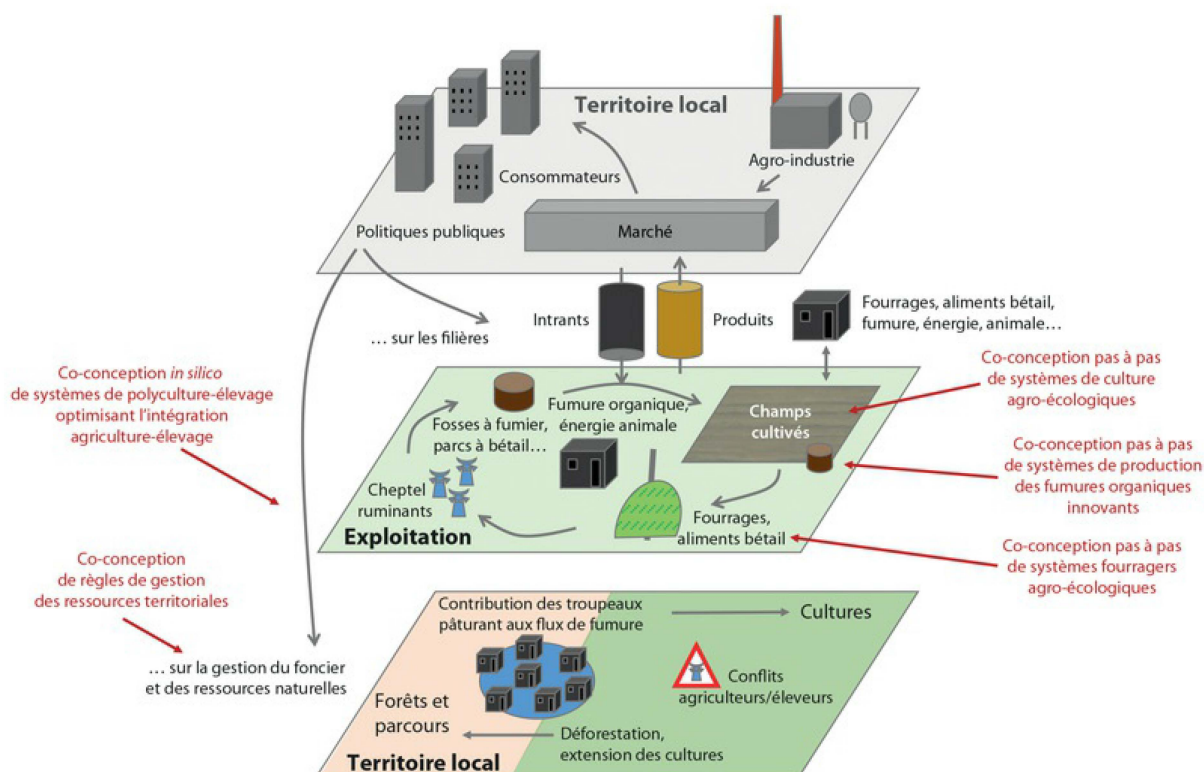 Territoire local
Agro-industrie
Consommateurs
Politiques publiques
Marché
Intrants
Produits
Fourrages, aliments bétail,
fumure, énergie, animale…
… sur les filières
Co-conception in silico
de systèmes de polyculture-élevage
optimisant l'intégration
agriculture-élevage
Co-conception pas à pas
de systèmes de culture
agro-écologiques
Fumure organique,
énergie animale
Champs
cultivés
Fosses à fumier,
parcs à bétail…
Co-conception pas à pas
de systèmes de production
des fumures organiques
innovants
Cheptel
ruminants
Fourrages,
aliments bétail
Exploitation
Co-conception pas à pas
de systèmes fourragers
agro-écologiques
Co-conception
de règles de gestion
des ressources territoriales
… sur la gestion du foncier
et des ressources naturelles
Contribution des troupeaux
pâturant aux flux de fumure
Cultures
Conflits
agriculteurs/éleveurs
Forêts et
parcours
Déforestation,
extension des cultures
Territoire local